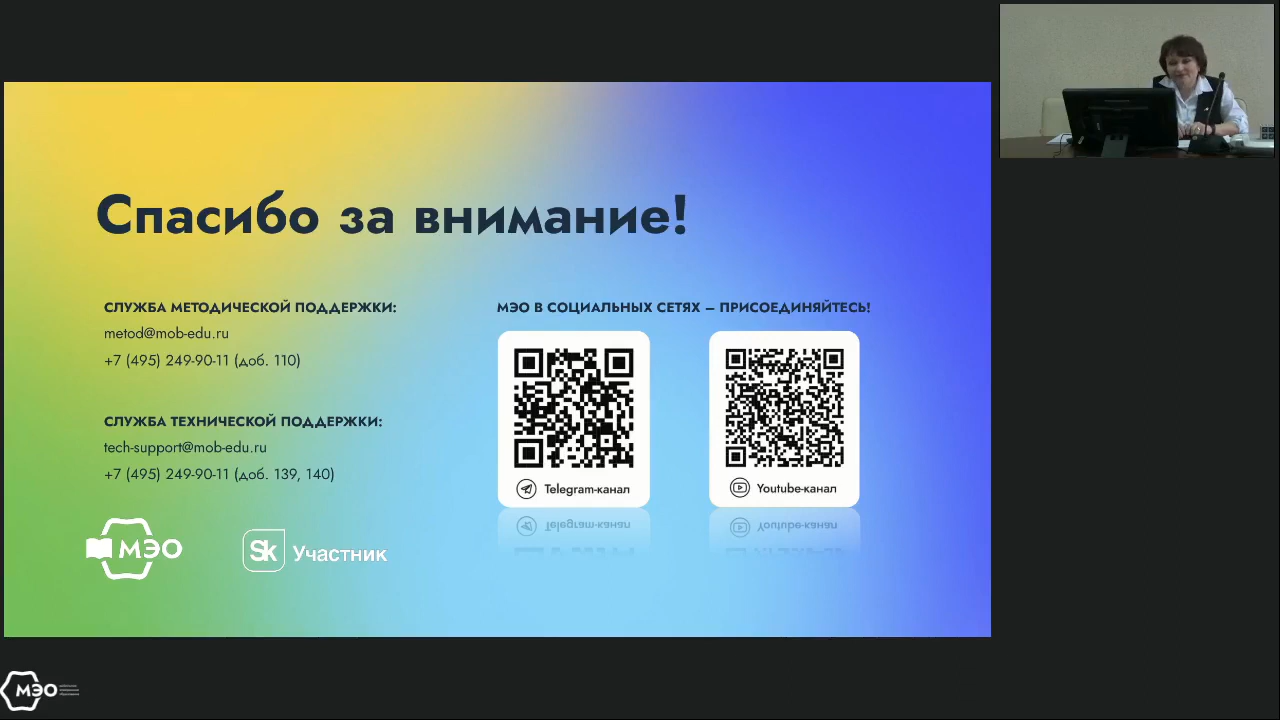 Спасибо за внимание!
СЛУЖБА МЕТОДИЧЕСКОЙ ПОДДЕРЖКИ:
metod@mob-edu.ru
+7 (495) 249-90-11 (доб. 110)
СЛУЖБА ТЕХНИЧЕСКОЙ ПОДДЕРЖКИ:
tech-support@mob-edu.ru
+7 (495) 249-90-11 (доб. 139, 140)
МЭО В СОЦИАЛЬНЫХ СЕТЯХ – ПРИСОЕДИНЯЙТЕСЬ!
Telegram-канал
Youtube-канал
МЭО
Sk Участник
МЭО